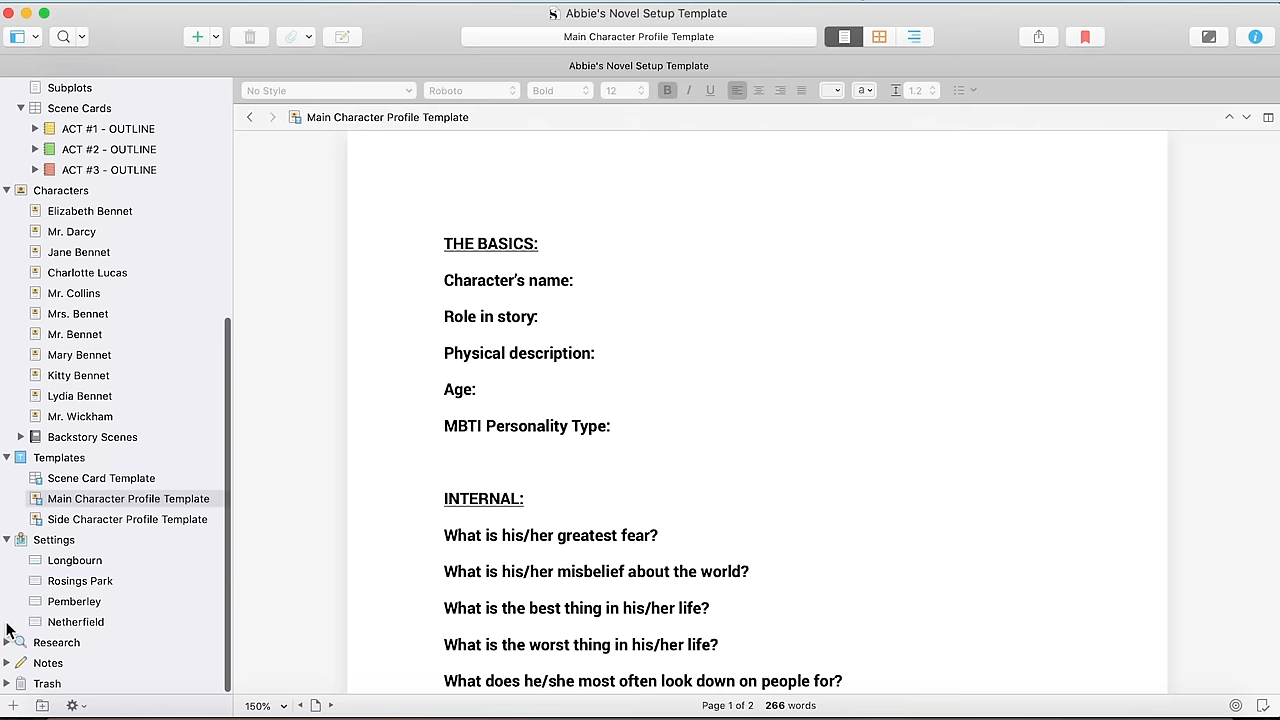 Abbie's Novel Setup Template
Main Character Profile Template
Abbie's Novel Setup Template
No Style
Roboto
Bold
12
B
I
U
a
1.2
Main Character Profile Template
Subplots
Scene Cards
ACT #1 - OUTLINE
ACT #2 - OUTLINE
ACT #3 - OUTLINE
Characters
Elizabeth Bennet
Mr. Darcy
Jane Bennet
Charlotte Lucas
Mr. Collins
Mrs. Bennet
Mr. Bennet
Mary Bennet
Kitty Bennet
Lydia Bennet
Mr. Wickham
Backstory Scenes
Templates
Scene Card Template
Main Character Profile Template
Side Character Profile Template
Settings
Longbourn
Rosings Park
Pemberley
Netherfield
Research
Notes
Trash
THE BASICS:
Character's name:
Role in story:
Physical description:
Age:
MBTI Personality Type:
INTERNAL:
What is his/her greatest fear?
What is his/her misbelief about the world?
What is the best thing in his/her life?
What is the worst thing in his/her life?
What does he/she most often look down on people for?
150%
Page 1 of 2 266 words